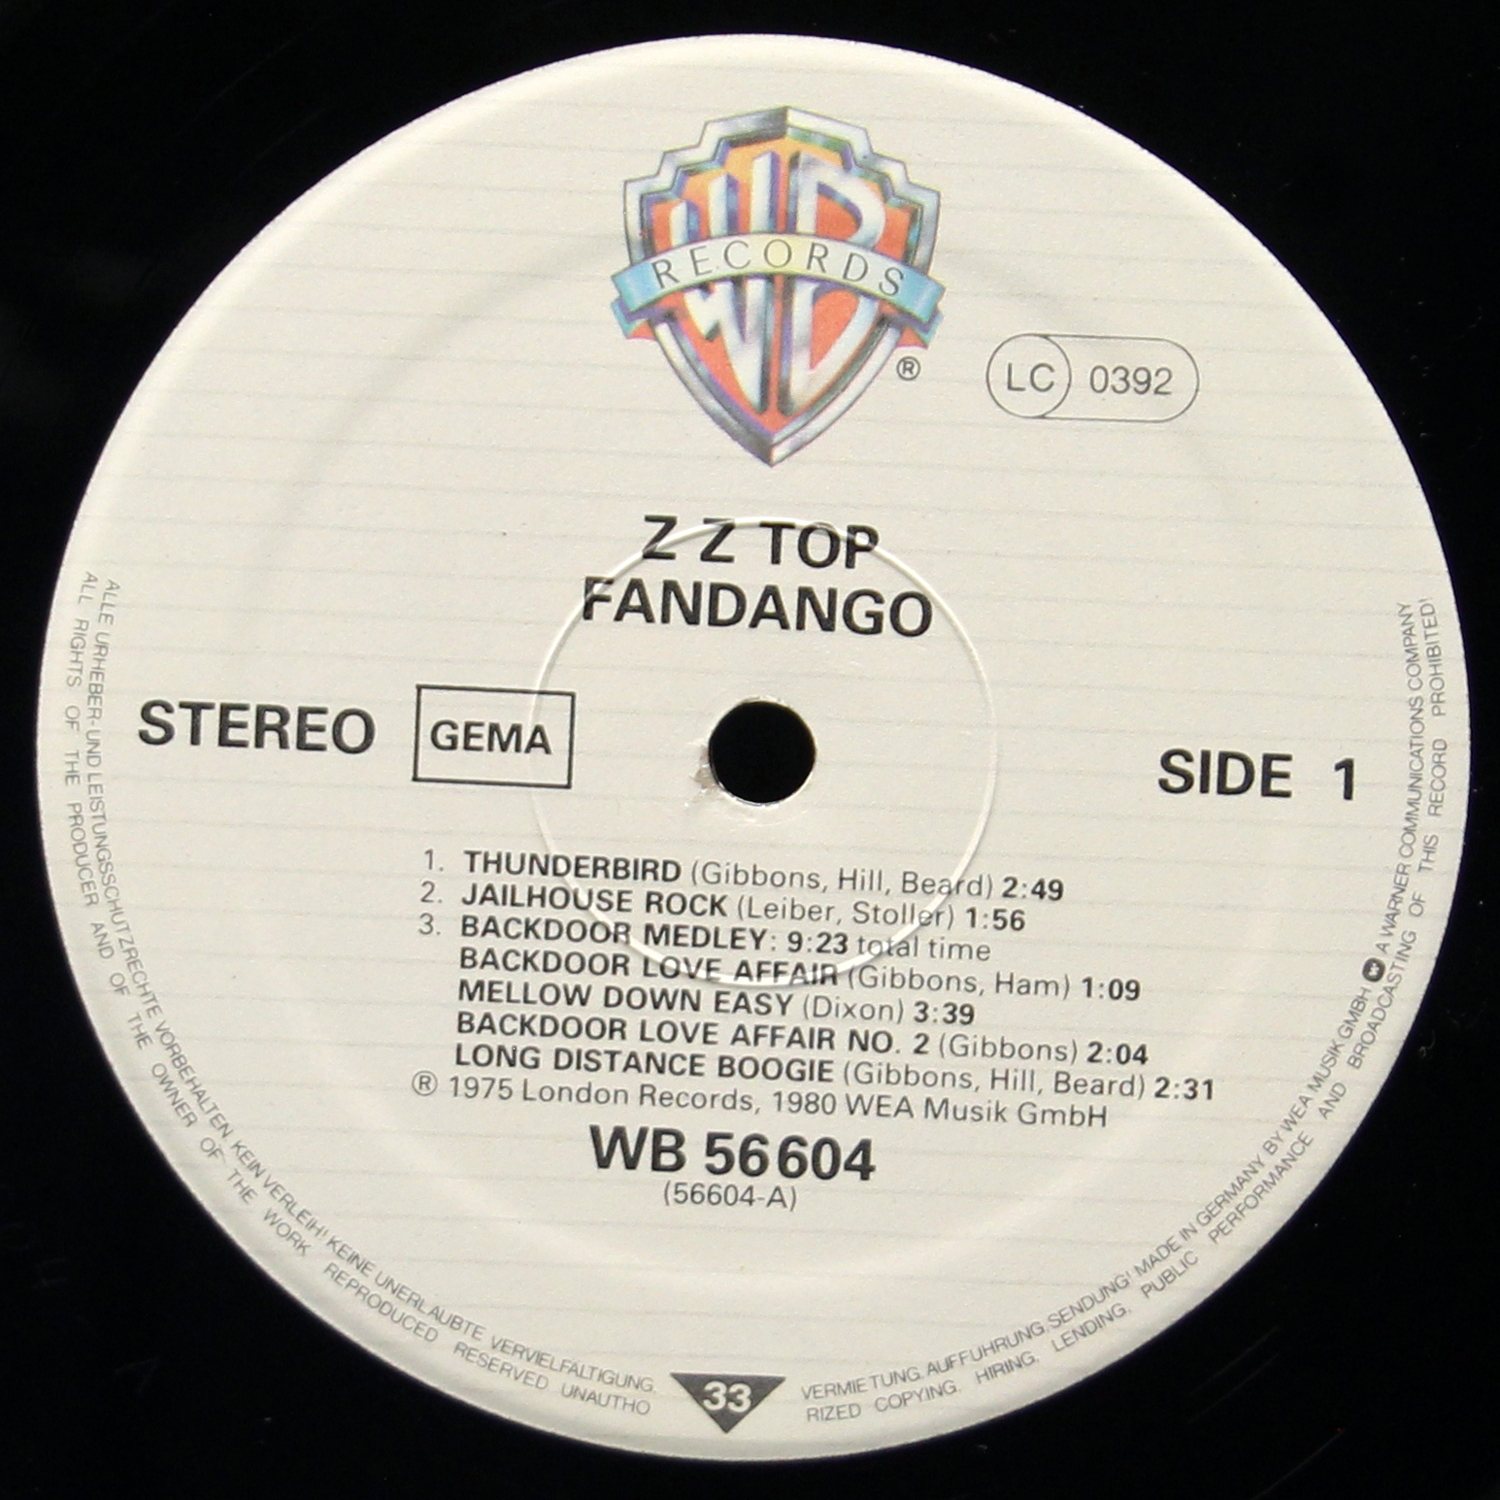 WB
RECORDS
®
LC 0392
Z Z TOP
FANDANGO
STEREO GEMA
SIDE 1
1. THUNDERBIRD (Gibbons, Hill, Beard) 2:49
2. JAILHOUSE ROCK (Leiber, Stoller) 1:56
3. BACKDOOR MEDLEY: 9:23 total time
BACKDOOR LOVE AFFAIR (Gibbons, Ham) 1:09
MELLOW DOWN EASY (Dixon) 3:39
BACKDOOR LOVE AFFAIR NO. 2 (Gibbons) 2:04
LONG DISTANCE BOOGIE (Gibbons, Hill, Beard) 2:31
® 1975 London Records, 1980 WEA Musik GmbH
WB 56604
(56604-A)
ALLE URHEBER- UND LEISTUNGSSCHUTZRECHTE VORBEHALTEN KEIN VERLEIH! KEINE UNERLAUBTE VERVIELFALTIGUNG. VERMIETUNG. AUFFUHRUNG. SENDUNG! MADE IN GERMANY BY WEA MUSIK GMBH A WARNER COMMUNICATIONS COMPANY
ALL RIGHTS OF THE PRODUCER AND OF THE OWNER OF THE WORK REPRODUCED RESERVED UNAUTHO RIZED COPYING. HIRING. LENDING. PUBLIC PERFORMANCE AND BROADCASTING OF THIS RECORD PROHIBITED!
33